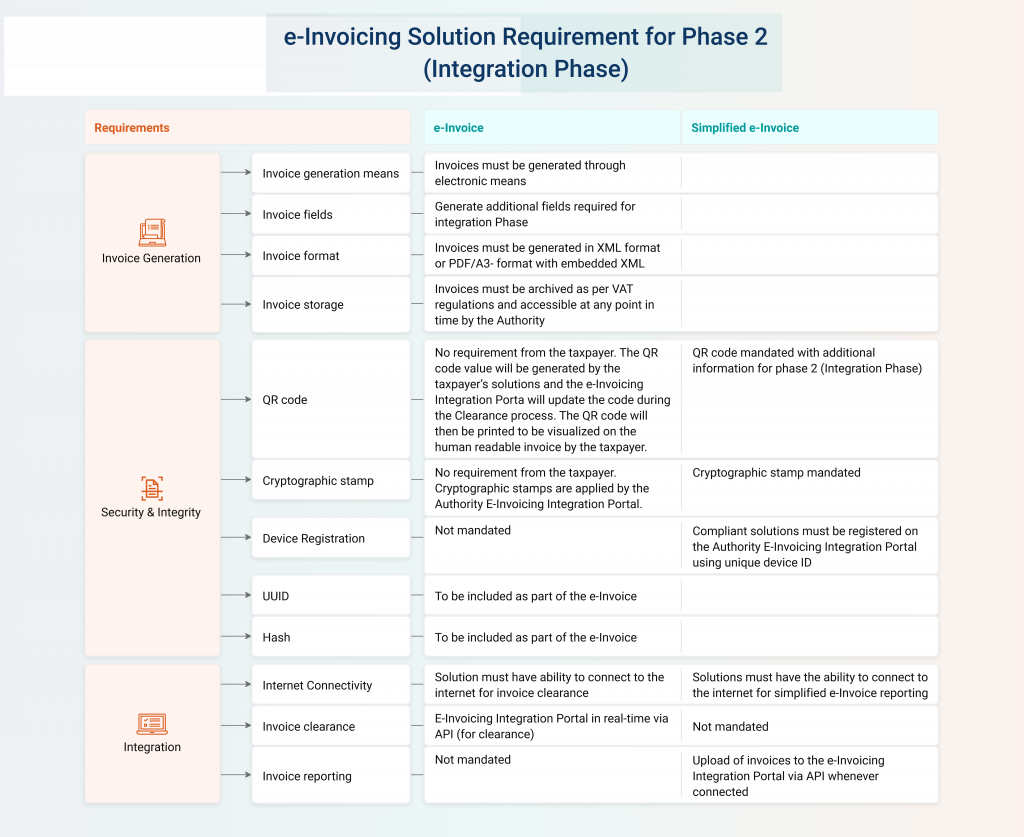 e-Invoicing Solution Requirement for Phase 2
(Integration Phase)
Requirements
e-Invoice
Simplified e-Invoice
Invoice Generation
Invoice generation means
Invoices must be generated through
electronic means
Invoice fields
Generate additional fields required for
integration Phase
Invoice format
Invoices must be generated in XML format
or PDF/A3- format with embedded XML
Invoice storage
Invoices must be archived as per VAT
regulations and accessible at any point in
time by the Authority
Security & Integrity
QR code
No requirement from the taxpayer. The QR
code value will be generated by the
taxpayer's solutions and the e-Invoicing
Integration Porta will update the code during
the Clearance process. The QR code will
then be printed to be visualized on the
human readable invoice by the taxpayer.
QR code mandated with additional
information for phase 2 (Integration Phase)
Cryptographic stamp
No requirement from the taxpayer.
Cryptographic stamps are applied by the
Authority E-Invoicing Integration Portal.
Cryptographic stamp mandated
Device Registration
Not mandated
Compliant solutions must be registered on
the Authority E-Invoicing Integration Portal
using unique device ID
UUID
To be included as part of the e-Invoice
Hash
To be included as part of the e-Invoice
Integration
Internet Connectivity
Solution must have ability to connect to the
internet for invoice clearance
Solutions must have the ability to connect to
the internet for simplified e-Invoice reporting
Invoice clearance
E-Invoicing Integration Portal in real-time via
API (for clearance)
Not mandated
Invoice reporting
Not mandated
Upload of invoices to the e-Invoicing
Integration Portal via API whenever
connected